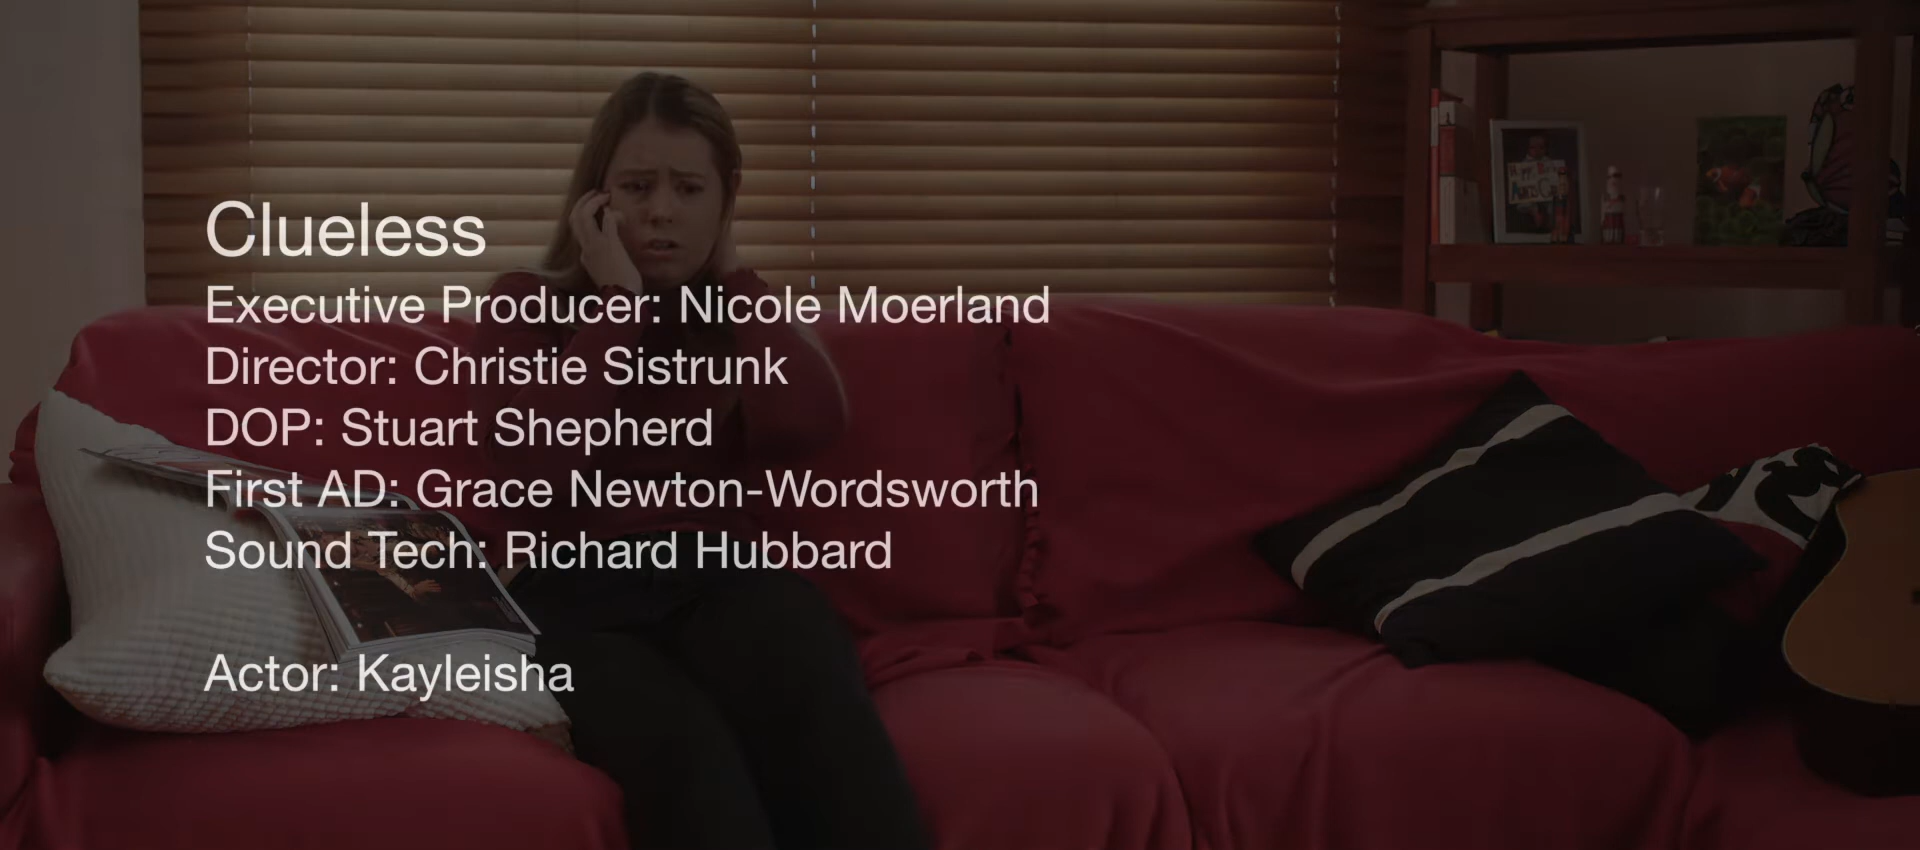 Clueless
Executive Producer: Nicole Moerland
Director: Christie Sistrunk
DOP: Stuart Shepherd
First AD: Grace Newton-Wordsworth
Sound Tech: Richard Hubbard
Actor: Kayleisha